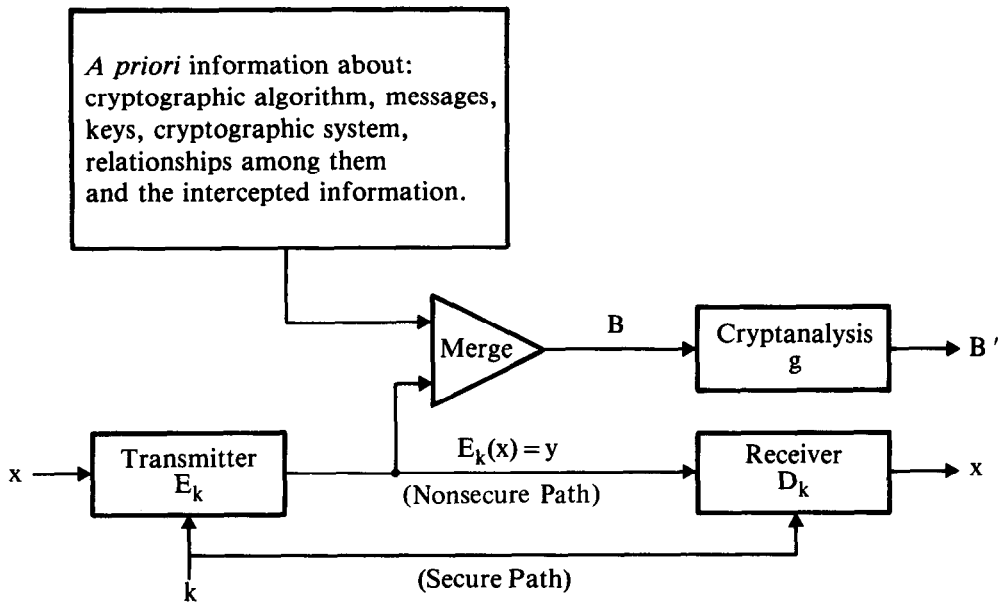 A priori information about:
cryptographic algorithm, messages,
keys, cryptographic system,
relationships among them
and the intercepted information.
Merge
B
Cryptanalysis
g
B′
x
Transmitter
E_k
E_k(x) = y
(Nonsecure Path)
Receiver
D_k
x
k
(Secure Path)